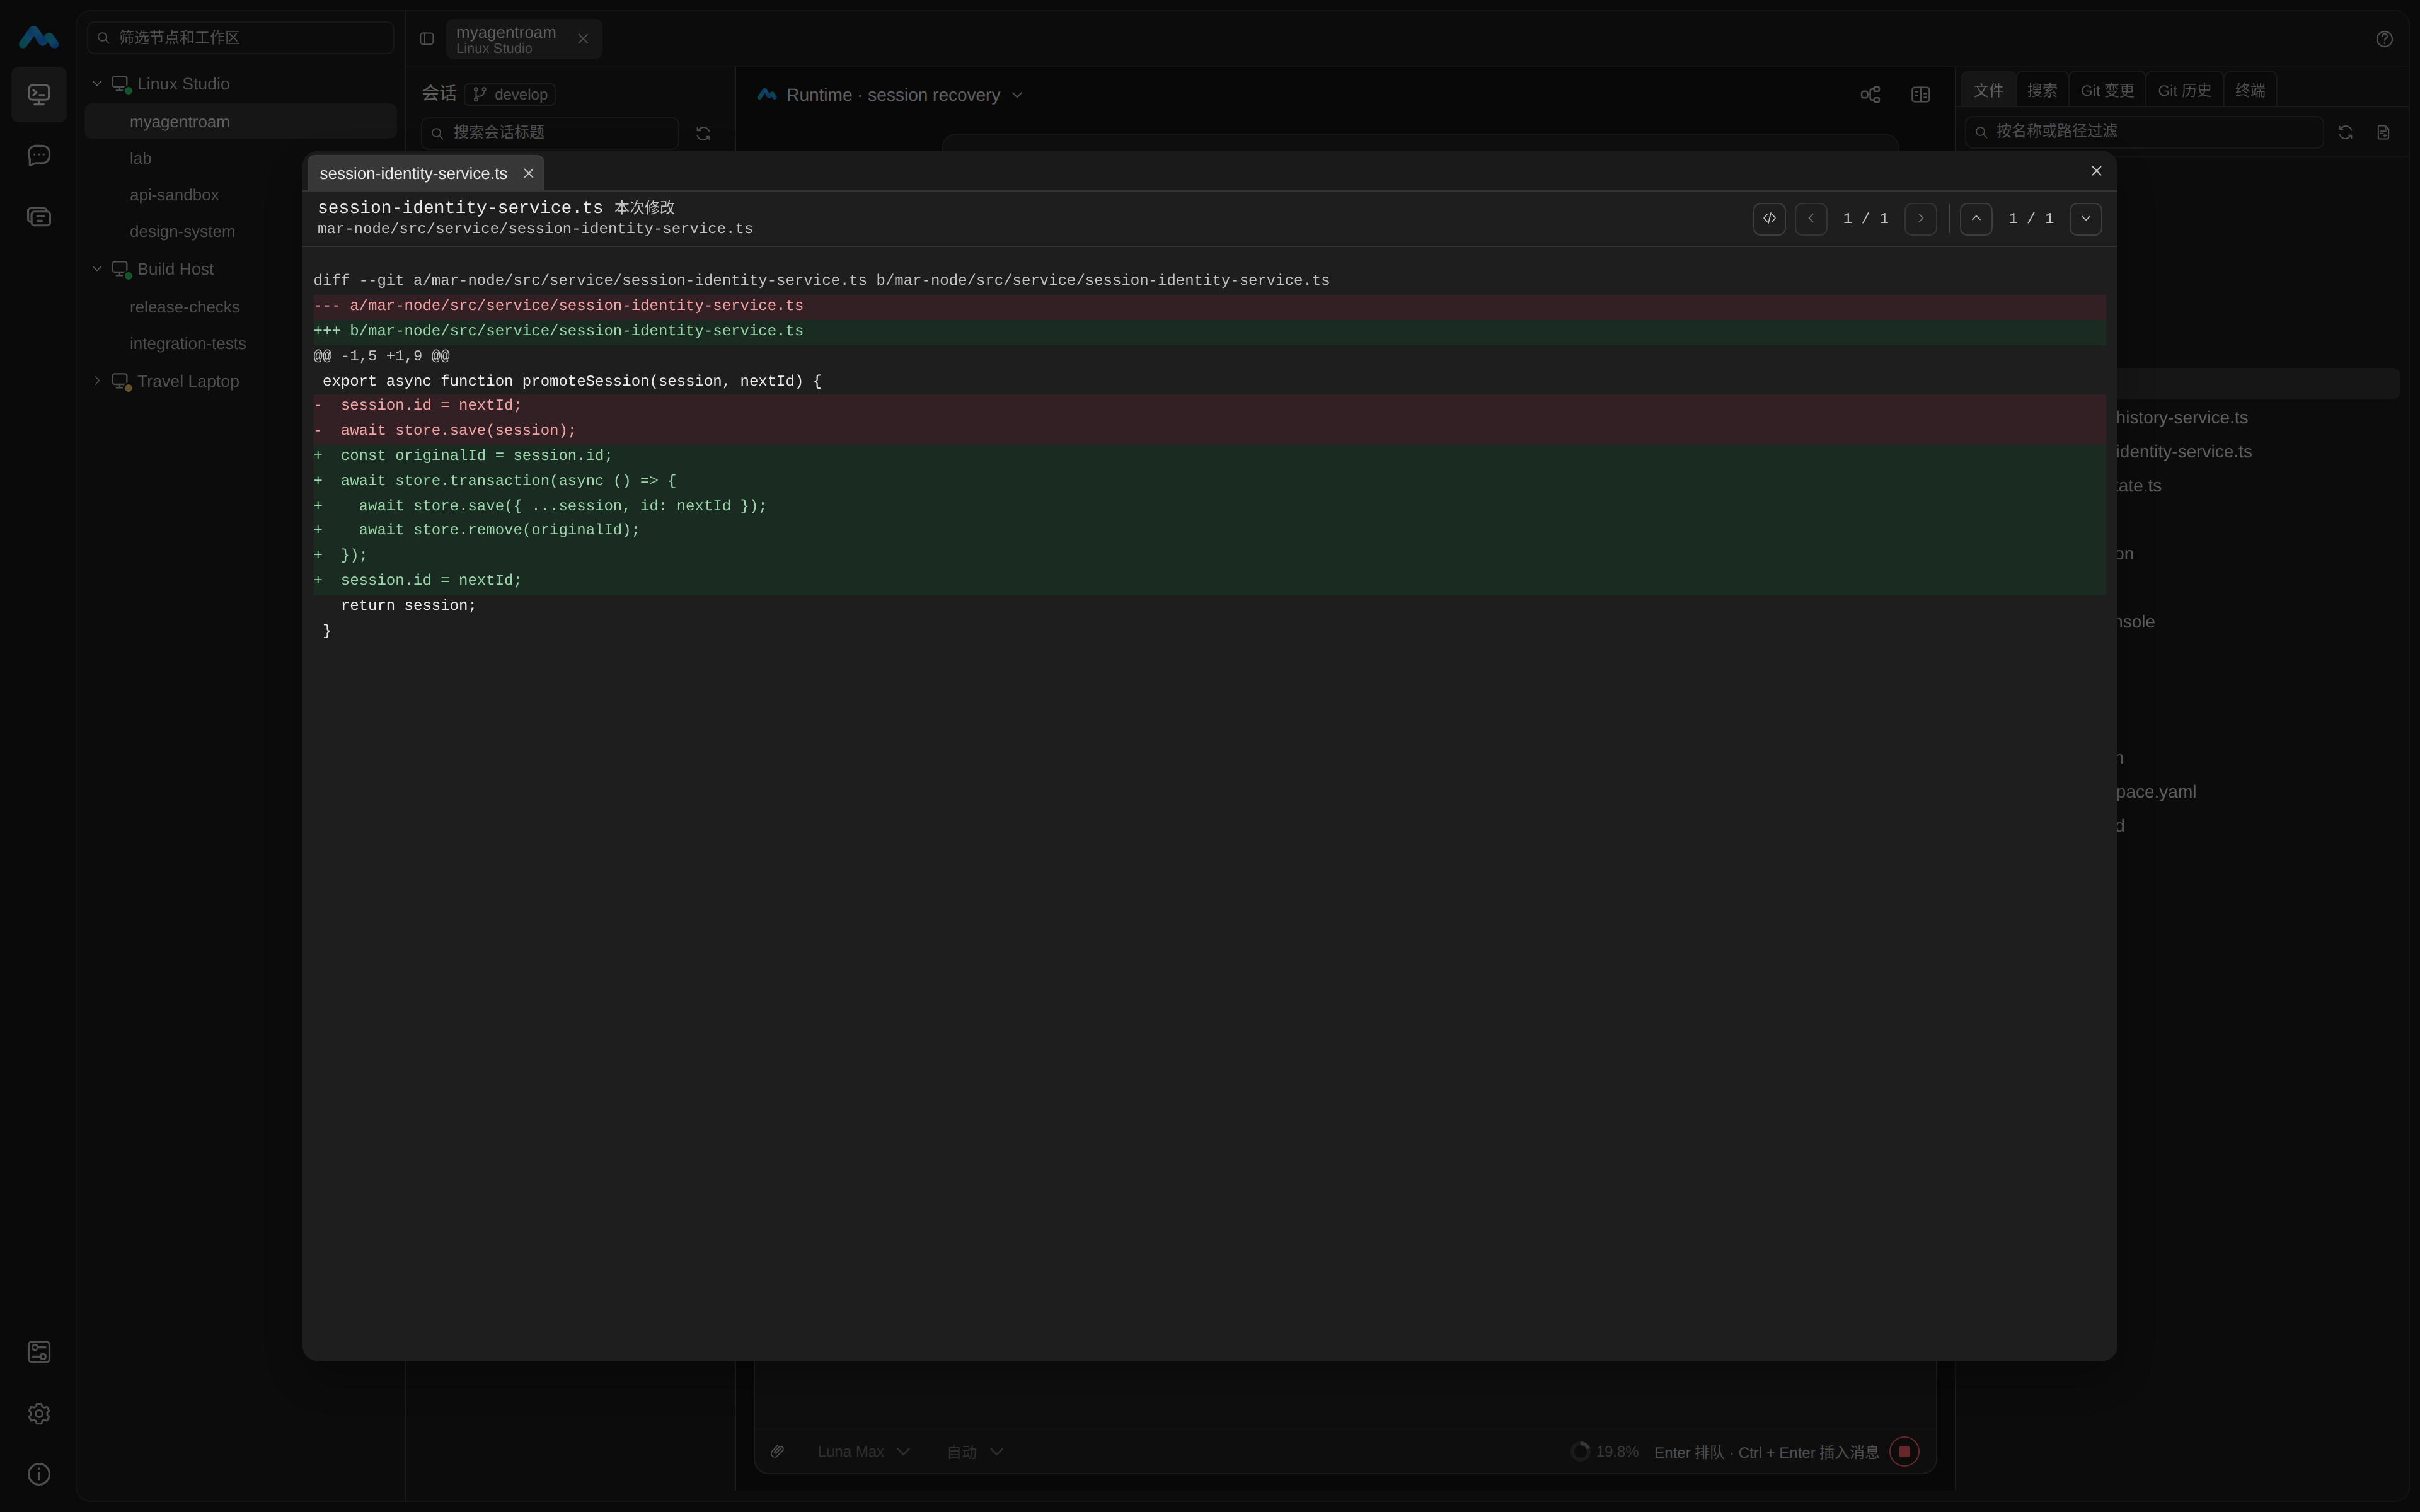 筛选节点和工作区
Linux Studio
myagentroam
lab
api-sandbox
design-system
Build Host
release-checks
integration-tests
Travel Laptop
myagentroam
Linux Studio
会话 develop
搜索会话标题
Runtime · session recovery
文件 搜索 Git 变更 Git 历史 终端
按名称或路径过滤
session-identity-service.ts
session-identity-service.ts 本次修改
mar-node/src/service/session-identity-service.ts
1 / 1 1 / 1
diff --git a/mar-node/src/service/session-identity-service.ts b/mar-node/src/service/session-identity-service.ts
--- a/mar-node/src/service/session-identity-service.ts
+++ b/mar-node/src/service/session-identity-service.ts
@@ -1,5 +1,9 @@
 export async function promoteSession(session, nextId) {
-  session.id = nextId;
-  await store.save(session);
+  const originalId = session.id;
+  await store.transaction(async () => {
+    await store.save({ ...session, id: nextId });
+    await store.remove(originalId);
+  });
+  session.id = nextId;
   return session;
 }
history-service.ts
identity-service.ts
ate.ts
on
nsole
n
pace.yaml
d
Luna Max 自动 19.8% Enter 排队 · Ctrl + Enter 插入消息